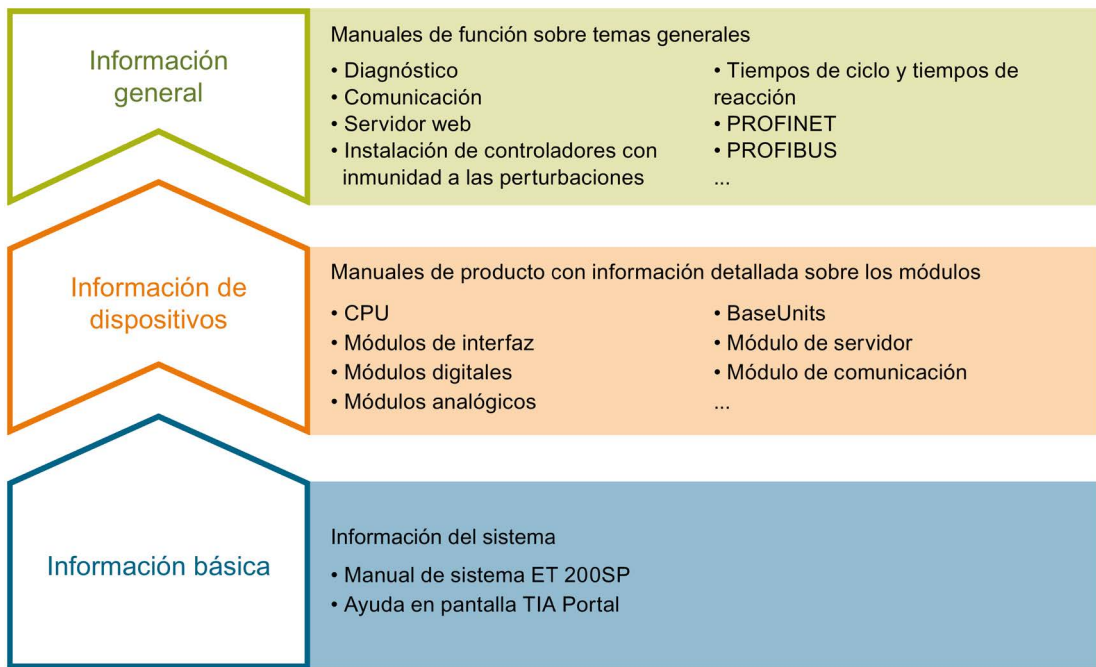 Información
general
Manuales de función sobre temas generales
• Diagnóstico
• Comunicación
• Servidor web
• Instalación de controladores con
inmunidad a las perturbaciones
• Tiempos de ciclo y tiempos de
reacción
• PROFINET
• PROFIBUS
...
Información de
dispositivos
Manuales de producto con información detallada sobre los módulos
• CPU
• Módulos de interfaz
• Módulos digitales
• Módulos analógicos
• BaseUnits
• Módulo de servidor
• Módulo de comunicación
...
Información básica
Información del sistema
• Manual de sistema ET 200SP
• Ayuda en pantalla TIA Portal